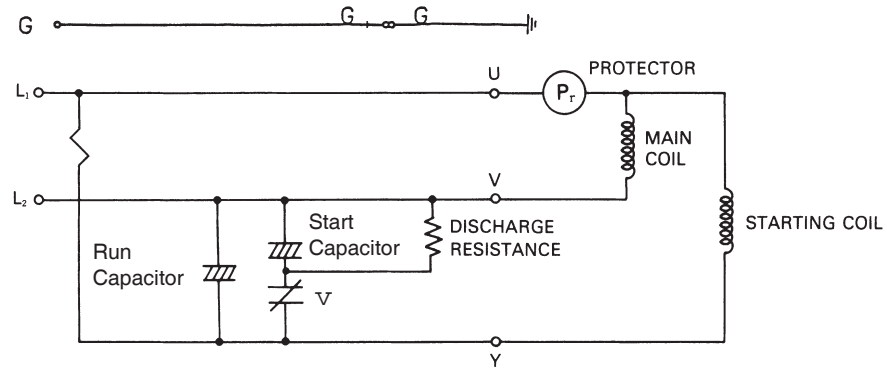 G G G
L₁ U Pr PROTECTOR
MAIN
COIL
L₂ V
Start
Capacitor
DISCHARGE
RESISTANCE
STARTING COIL
Run
Capacitor
V
Y